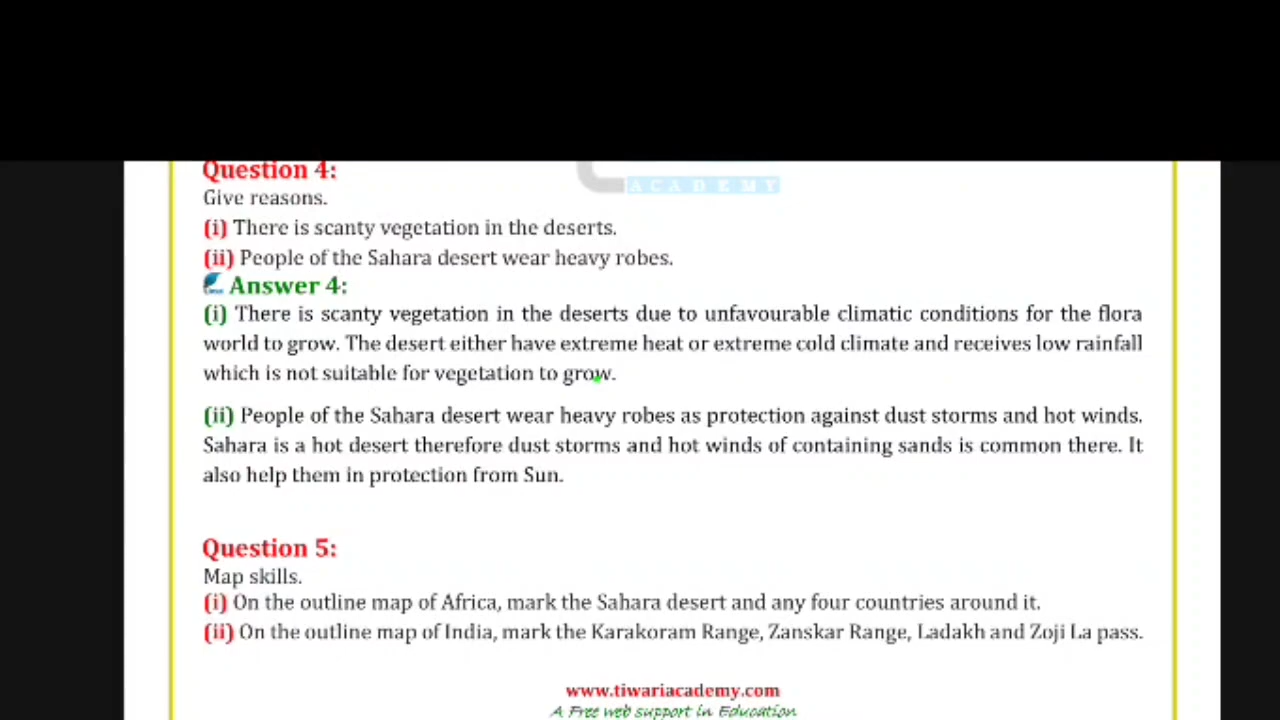 ACADEMY
Question 4:
Give reasons.
(i) There is scanty vegetation in the deserts.
(ii) People of the Sahara desert wear heavy robes.
Answer 4:
(i) There is scanty vegetation in the deserts due to unfavourable climatic conditions for the flora
world to grow. The desert either have extreme heat or extreme cold climate and receives low rainfall
which is not suitable for vegetation to grow.
(ii) People of the Sahara desert wear heavy robes as protection against dust storms and hot winds.
Sahara is a hot desert therefore dust storms and hot winds of containing sands is common there. It
also help them in protection from Sun.
Question 5:
Map skills.
(i) On the outline map of Africa, mark the Sahara desert and any four countries around it.
(ii) On the outline map of India, mark the Karakoram Range, Zanskar Range, Ladakh and Zoji La pass.
www.tiwariacademy.com
A Free web support in Education